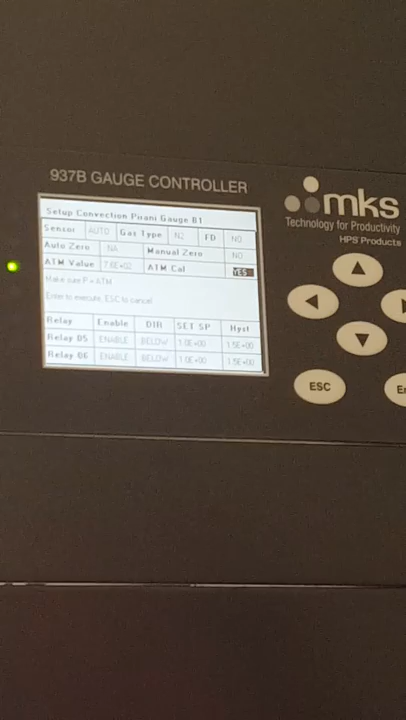 937B GAUGE CONTROLLER
mks
Technology for Productivity
HPS Products
Setup Convection Pirani Gauge B1
Sensor AUTO Gas Type N2 FD NO
Auto Zero NA Manual Zero NO
ATM Value 7.6E+02 ATM Cal YES
Make sure P = ATM
Enter to execute, ESC to cancel
Relay Enable DIR SET SP Hyst
Relay 05 ENABLE BELOW 1.0E+00 1.5E+00
Relay 06 ENABLE BELOW 1.0E+00 1.5E+00
ESC